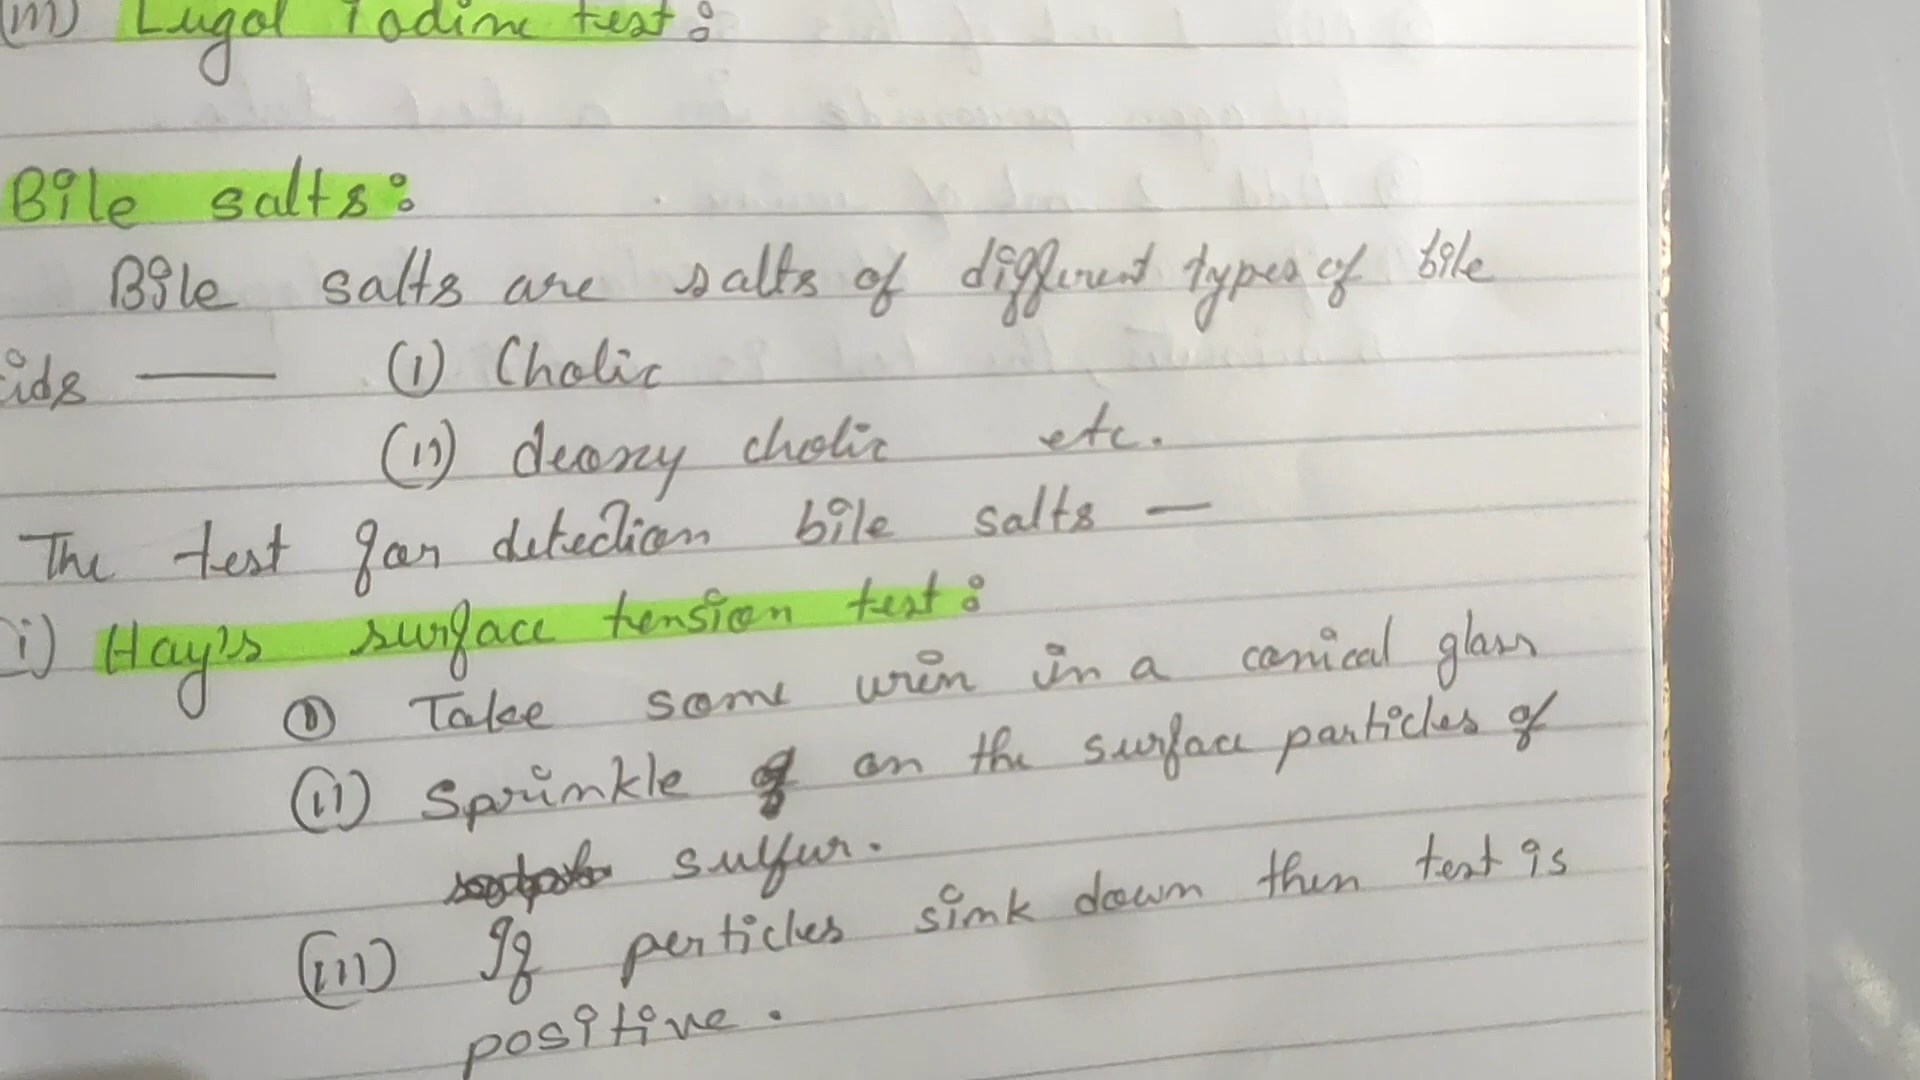 (iii) Lugol Iodine test:
Bile salts:
Bile salts are salts of different types of bile
ids — (i) Cholic
(ii) deoxy cholic etc.
The test for detection bile salts —
i) Hay's surface tension test:
(i) Take some urin in a conical glass
(ii) Sprinkle on the surface particles of
sulfur.
(iii) If perticles sink down then test is
positive.